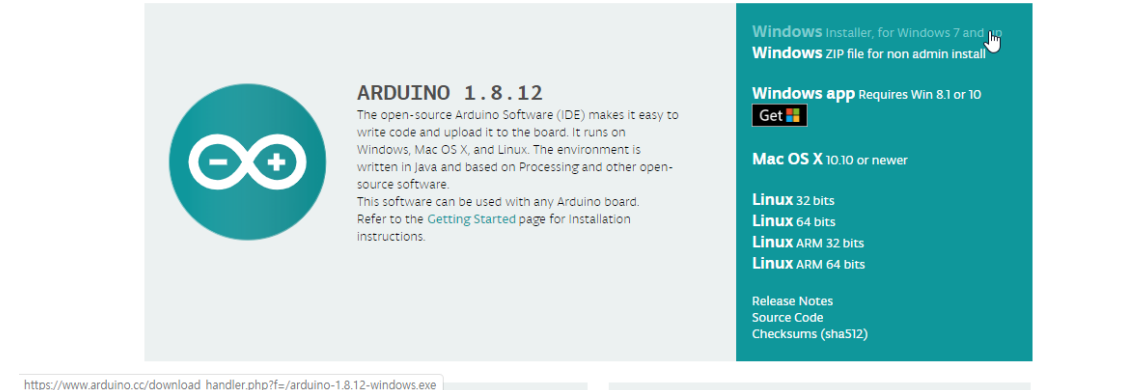 ARDUINO 1.8.12
The open-source Arduino Software (IDE) makes it easy to
write code and upload it to the board. It runs on
Windows, Mac OS X, and Linux. The environment is
written in Java and based on Processing and other open-
source software.
This software can be used with any Arduino board.
Refer to the Getting Started page for Installation
instructions.
Windows Installer, for Windows 7 and up
Windows ZIP file for non admin install
Windows app Requires Win 8.1 or 10
Get
Mac OS X 10.10 or newer
Linux 32 bits
Linux 64 bits
Linux ARM 32 bits
Linux ARM 64 bits
Release Notes
Source Code
Checksums (sha512)
https://www.arduino.cc/download_handler.php?f=/arduino-1.8.12-windows.exe